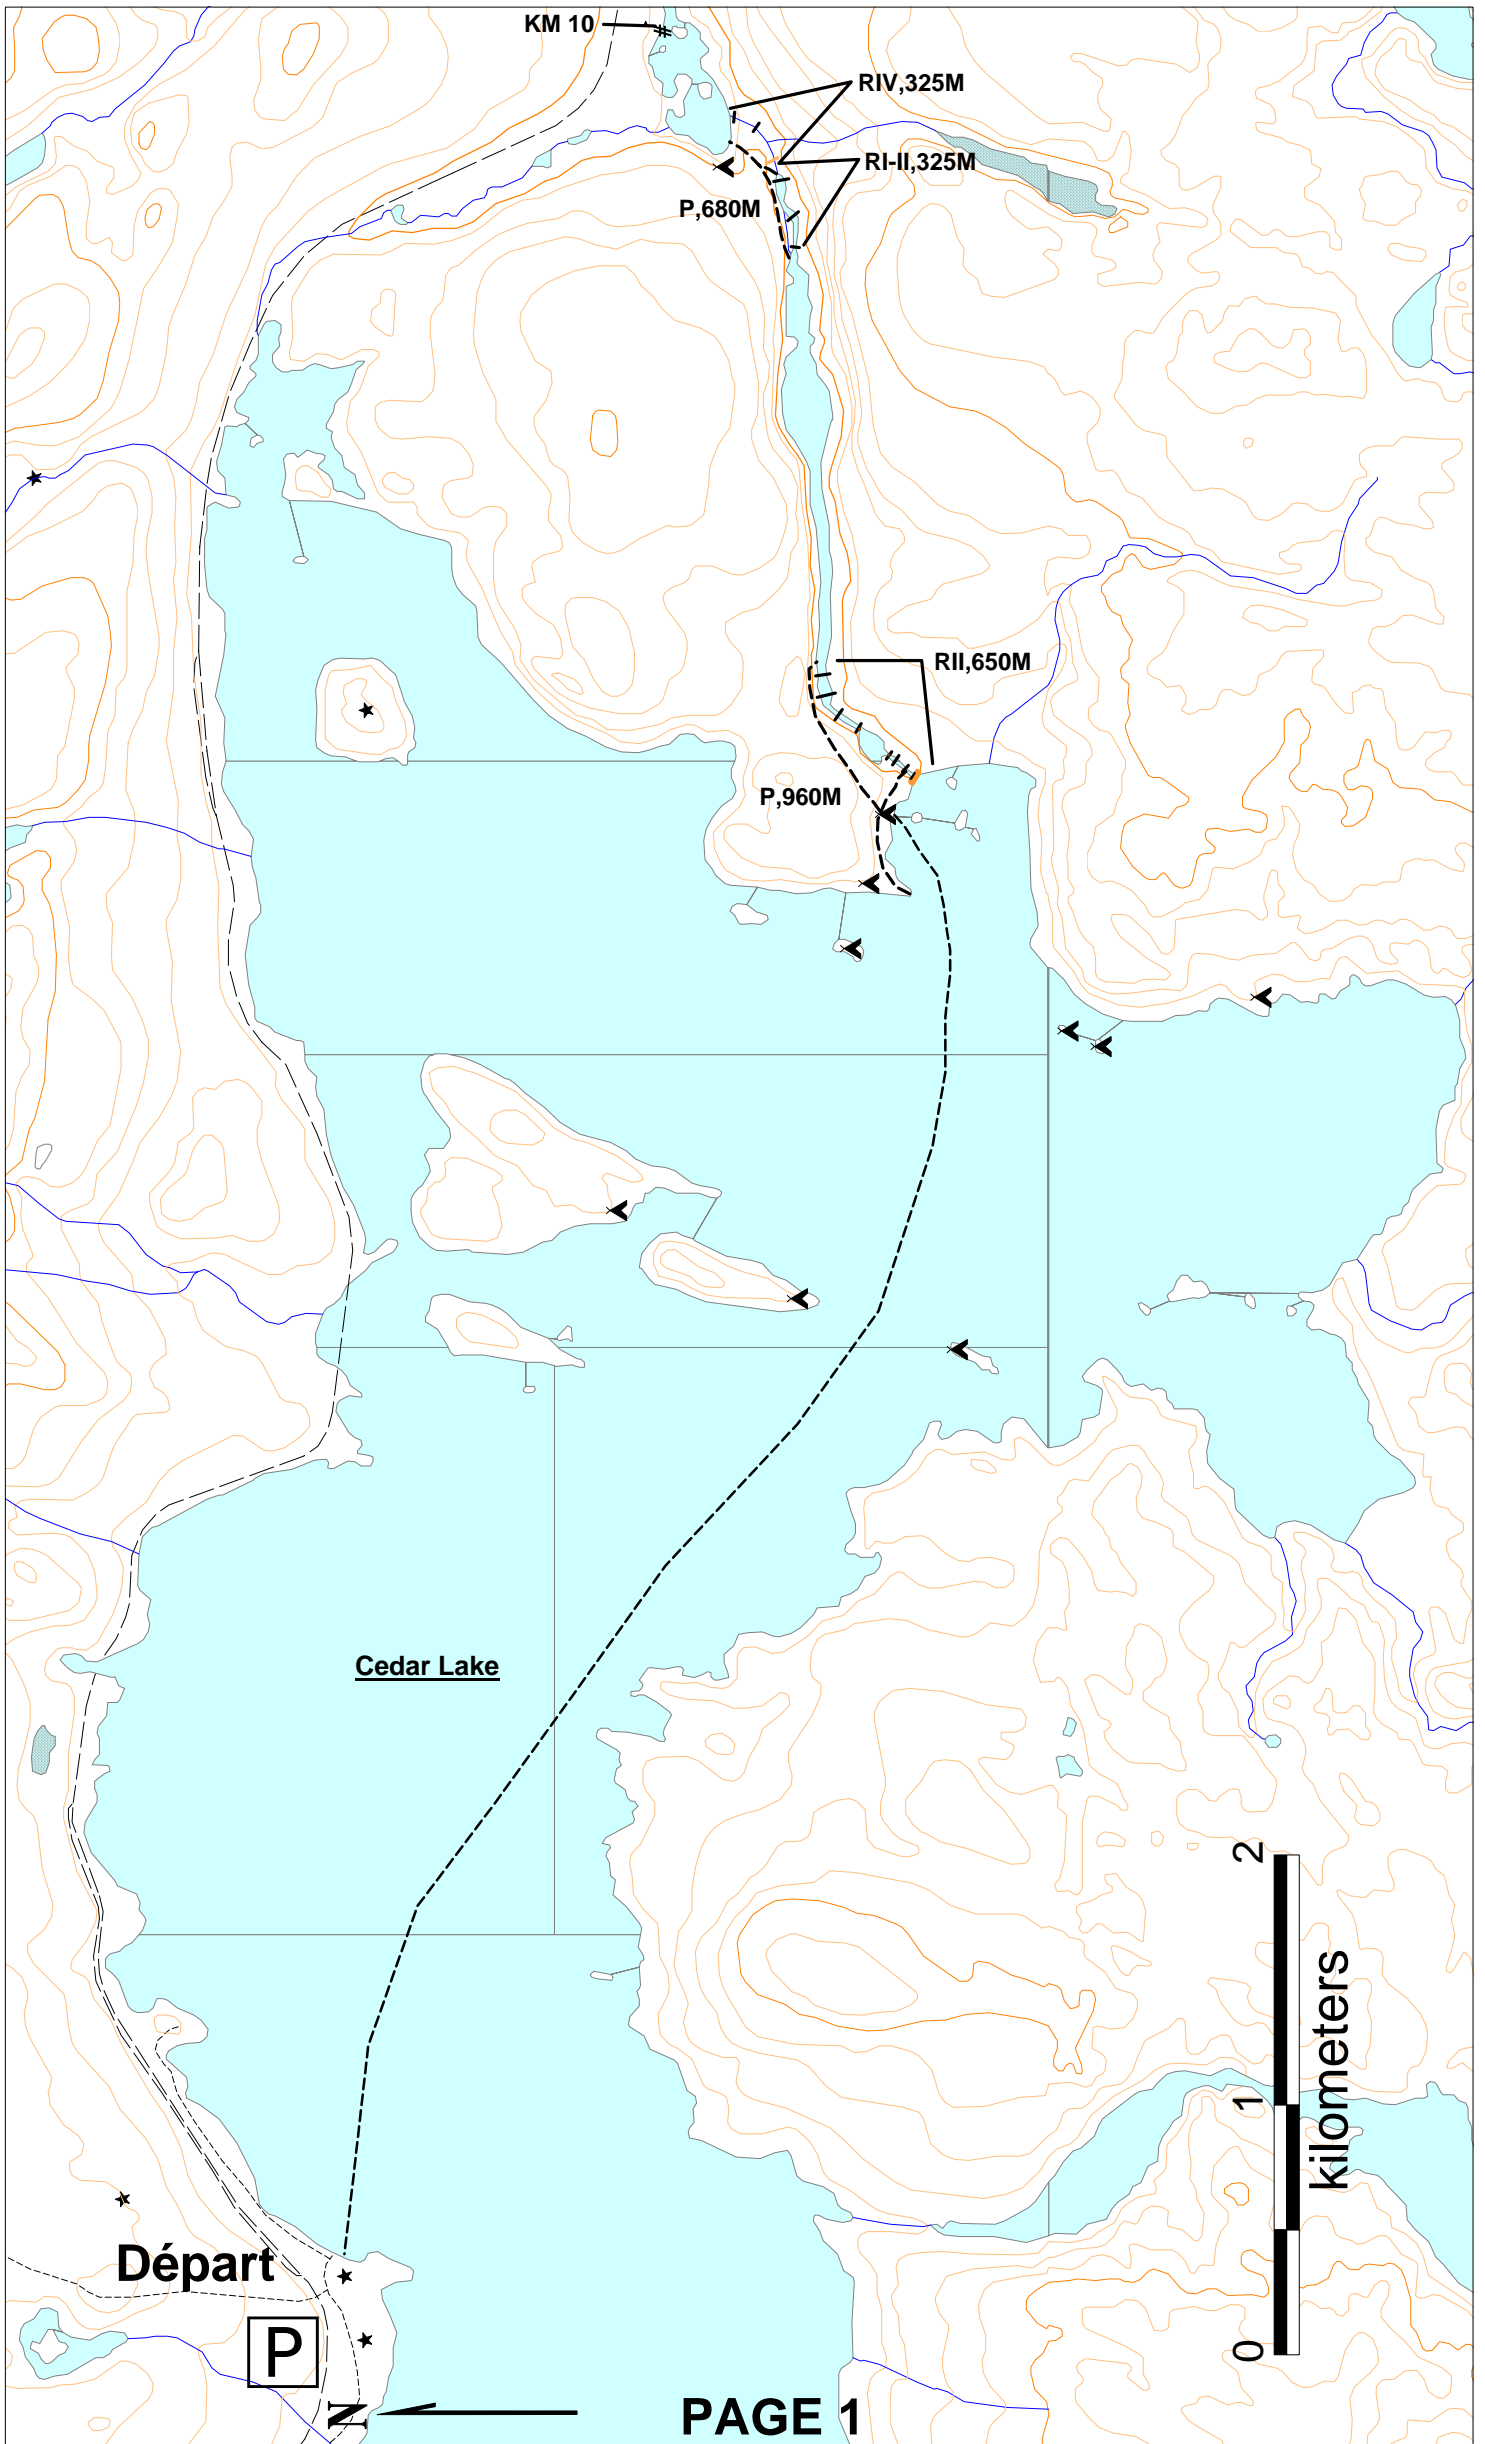 KM 10
RIV,325M
RI-II,325M
P,680M
RII,650M
P,960M
Cedar Lake
2
1
0
kilometers
Départ
P
N
PAGE 1